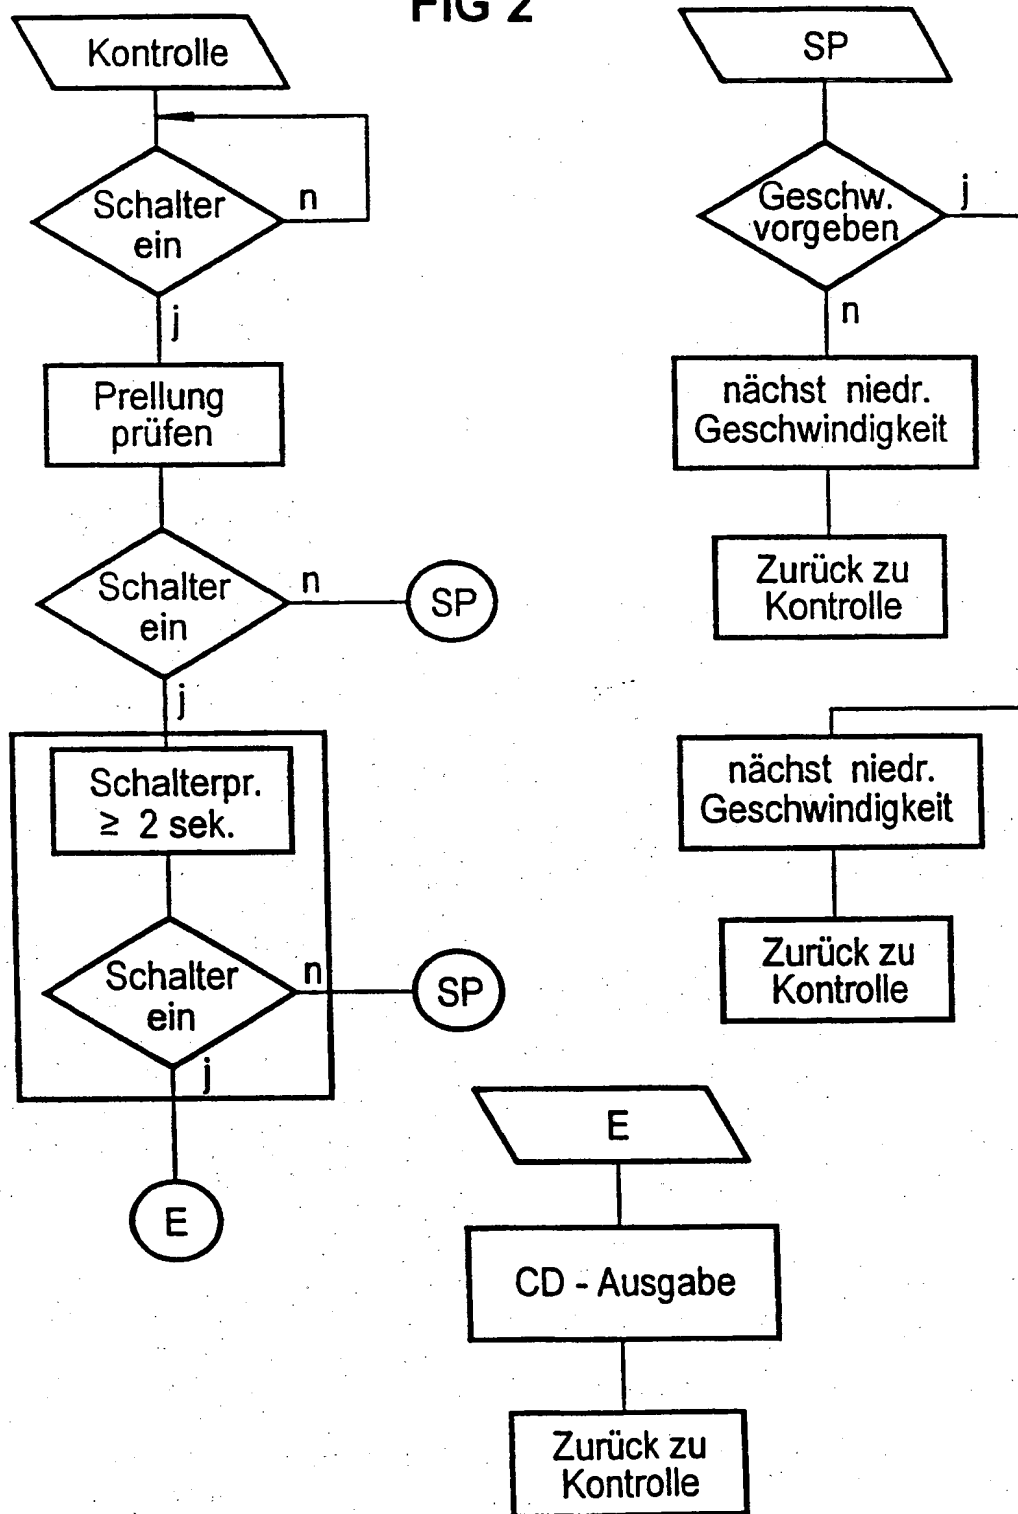 FIG 2
Kontrolle
Schalter
ein
n
j
Prellung
prüfen
Schalter
ein
n
SP
j
Schalterpr.
≥ 2 sek.
Schalter
ein
n
SP
j
E
SP
Geschw.
vorgeben
j
n
nächst niedr.
Geschwindigkeit
Zurück zu
Kontrolle
nächst niedr.
Geschwindigkeit
Zurück zu
Kontrolle
E
CD - Ausgabe
Zurück zu
Kontrolle